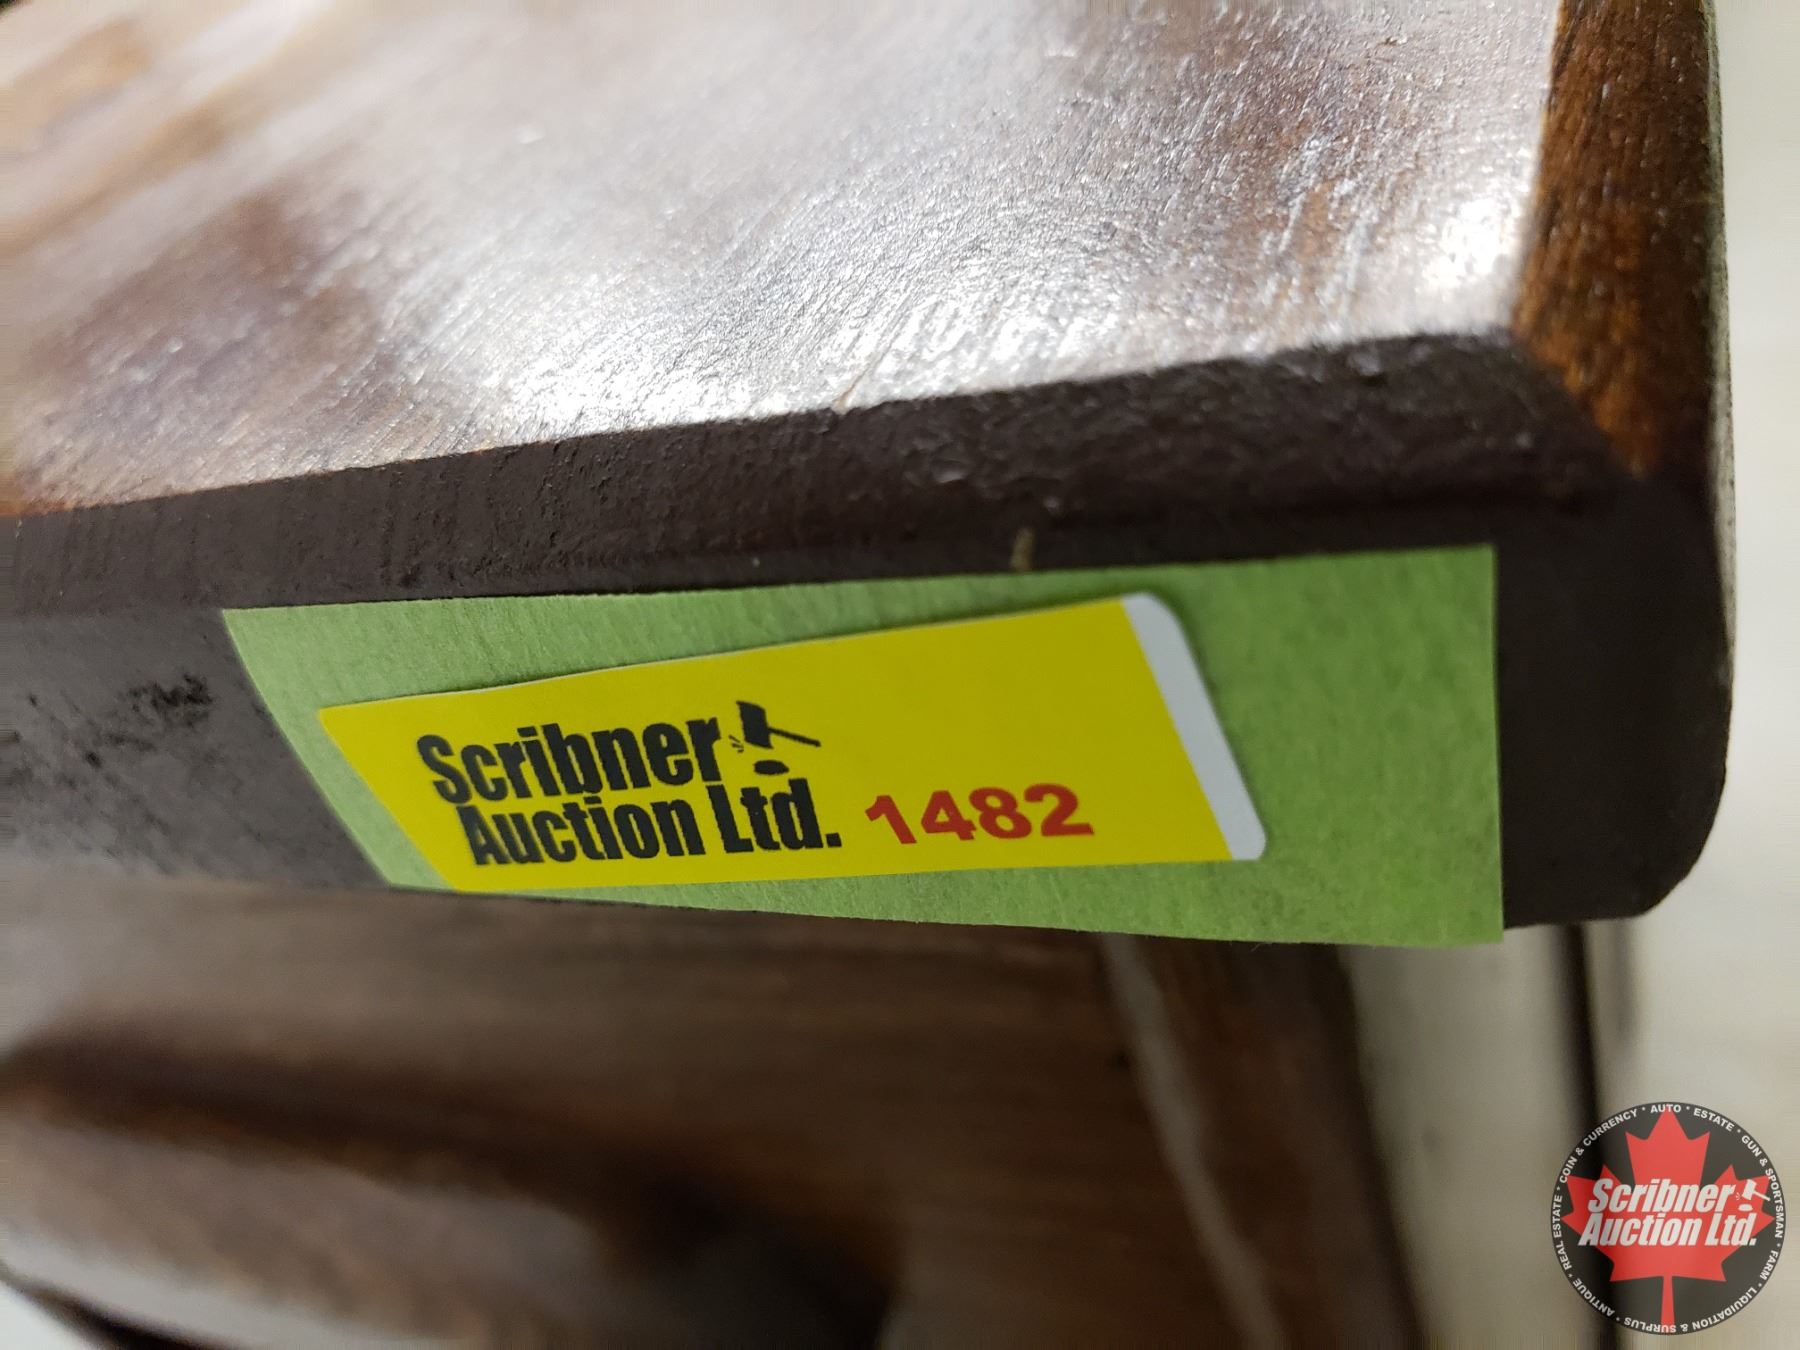 Scribner
Auction Ltd. 1482
COIN & CURRENCY · AUTO · ESTATE · GUN & SPORTSMAN · FARM · LIQUIDATION & SURPLUS · ANTIQUE · REAL ESTATE ·
Scribner
Auction Ltd.